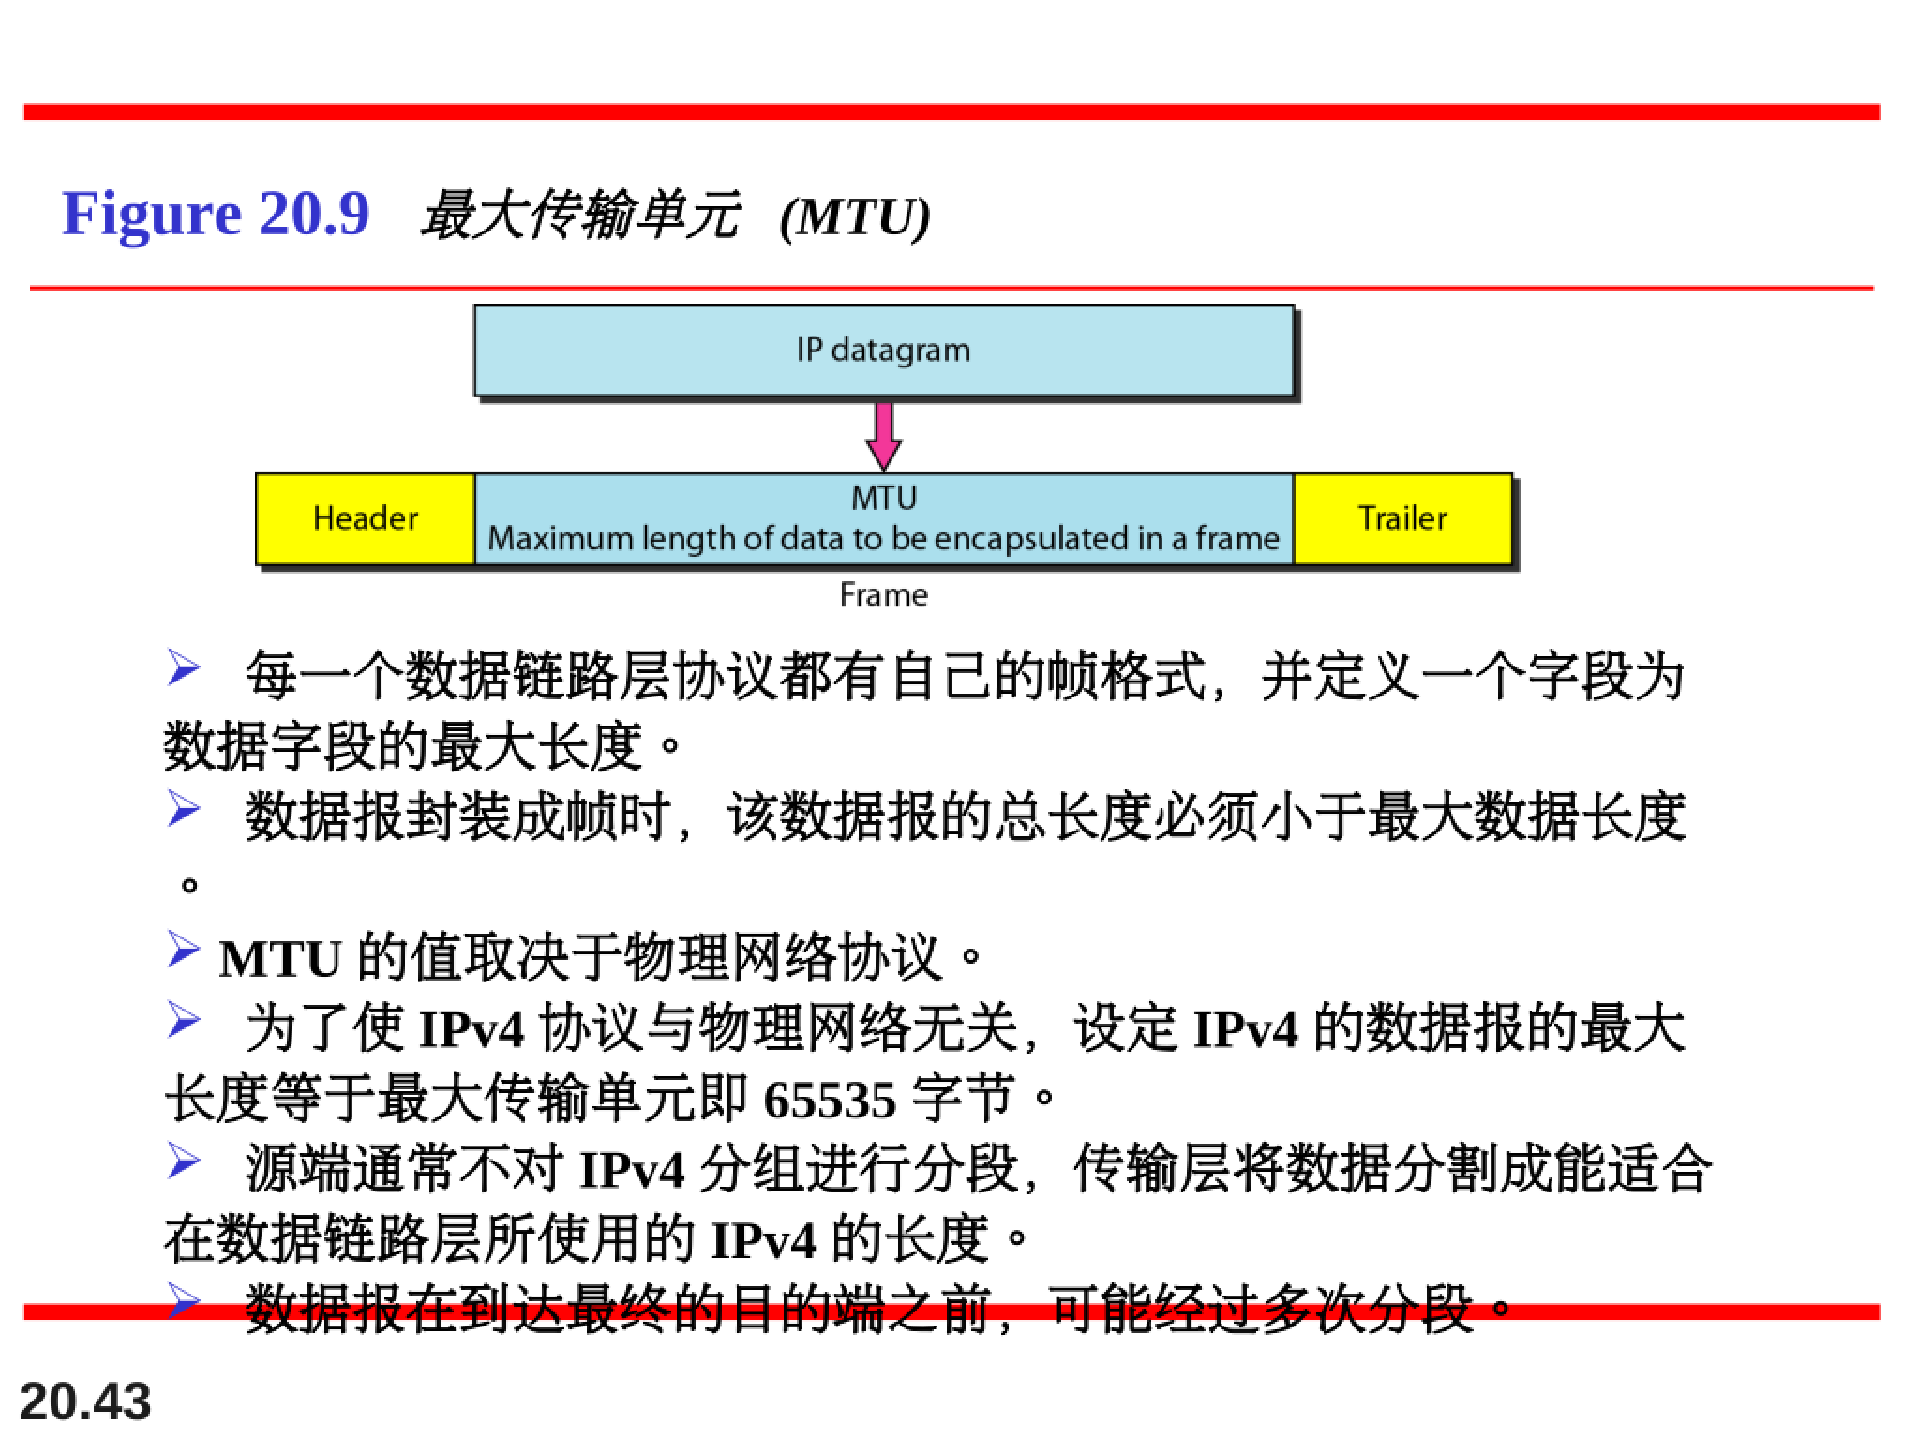 Figure 20.9 最大传输单元 (MTU)
IP datagram
MTU
Header
Maximum length of data to be encapsulated in a frame
Trailer
Frame
➢ 每一个数据链路层协议都有自己的帧格式，并定义一个字段为
数据字段的最大长度。
➢ 数据报封装成帧时，该数据报的总长度必须小于最大数据长度
。
➢ MTU 的值取决于物理网络协议。
➢ 为了使 IPv4 协议与物理网络无关，设定 IPv4 的数据报的最大
长度等于最大传输单元即 65535 字节。
➢ 源端通常不对 IPv4 分组进行分段，传输层将数据分割成能适合
在数据链路层所使用的 IPv4 的长度。
➢ 数据报在到达最终的目的端之前，可能经过多次分段。
20.43